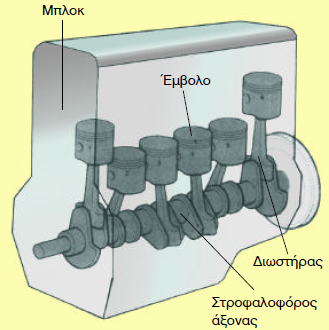 Μπλοκ
Έμβολο
Διωστήρας
Στροφαλοφόρος
άξονας